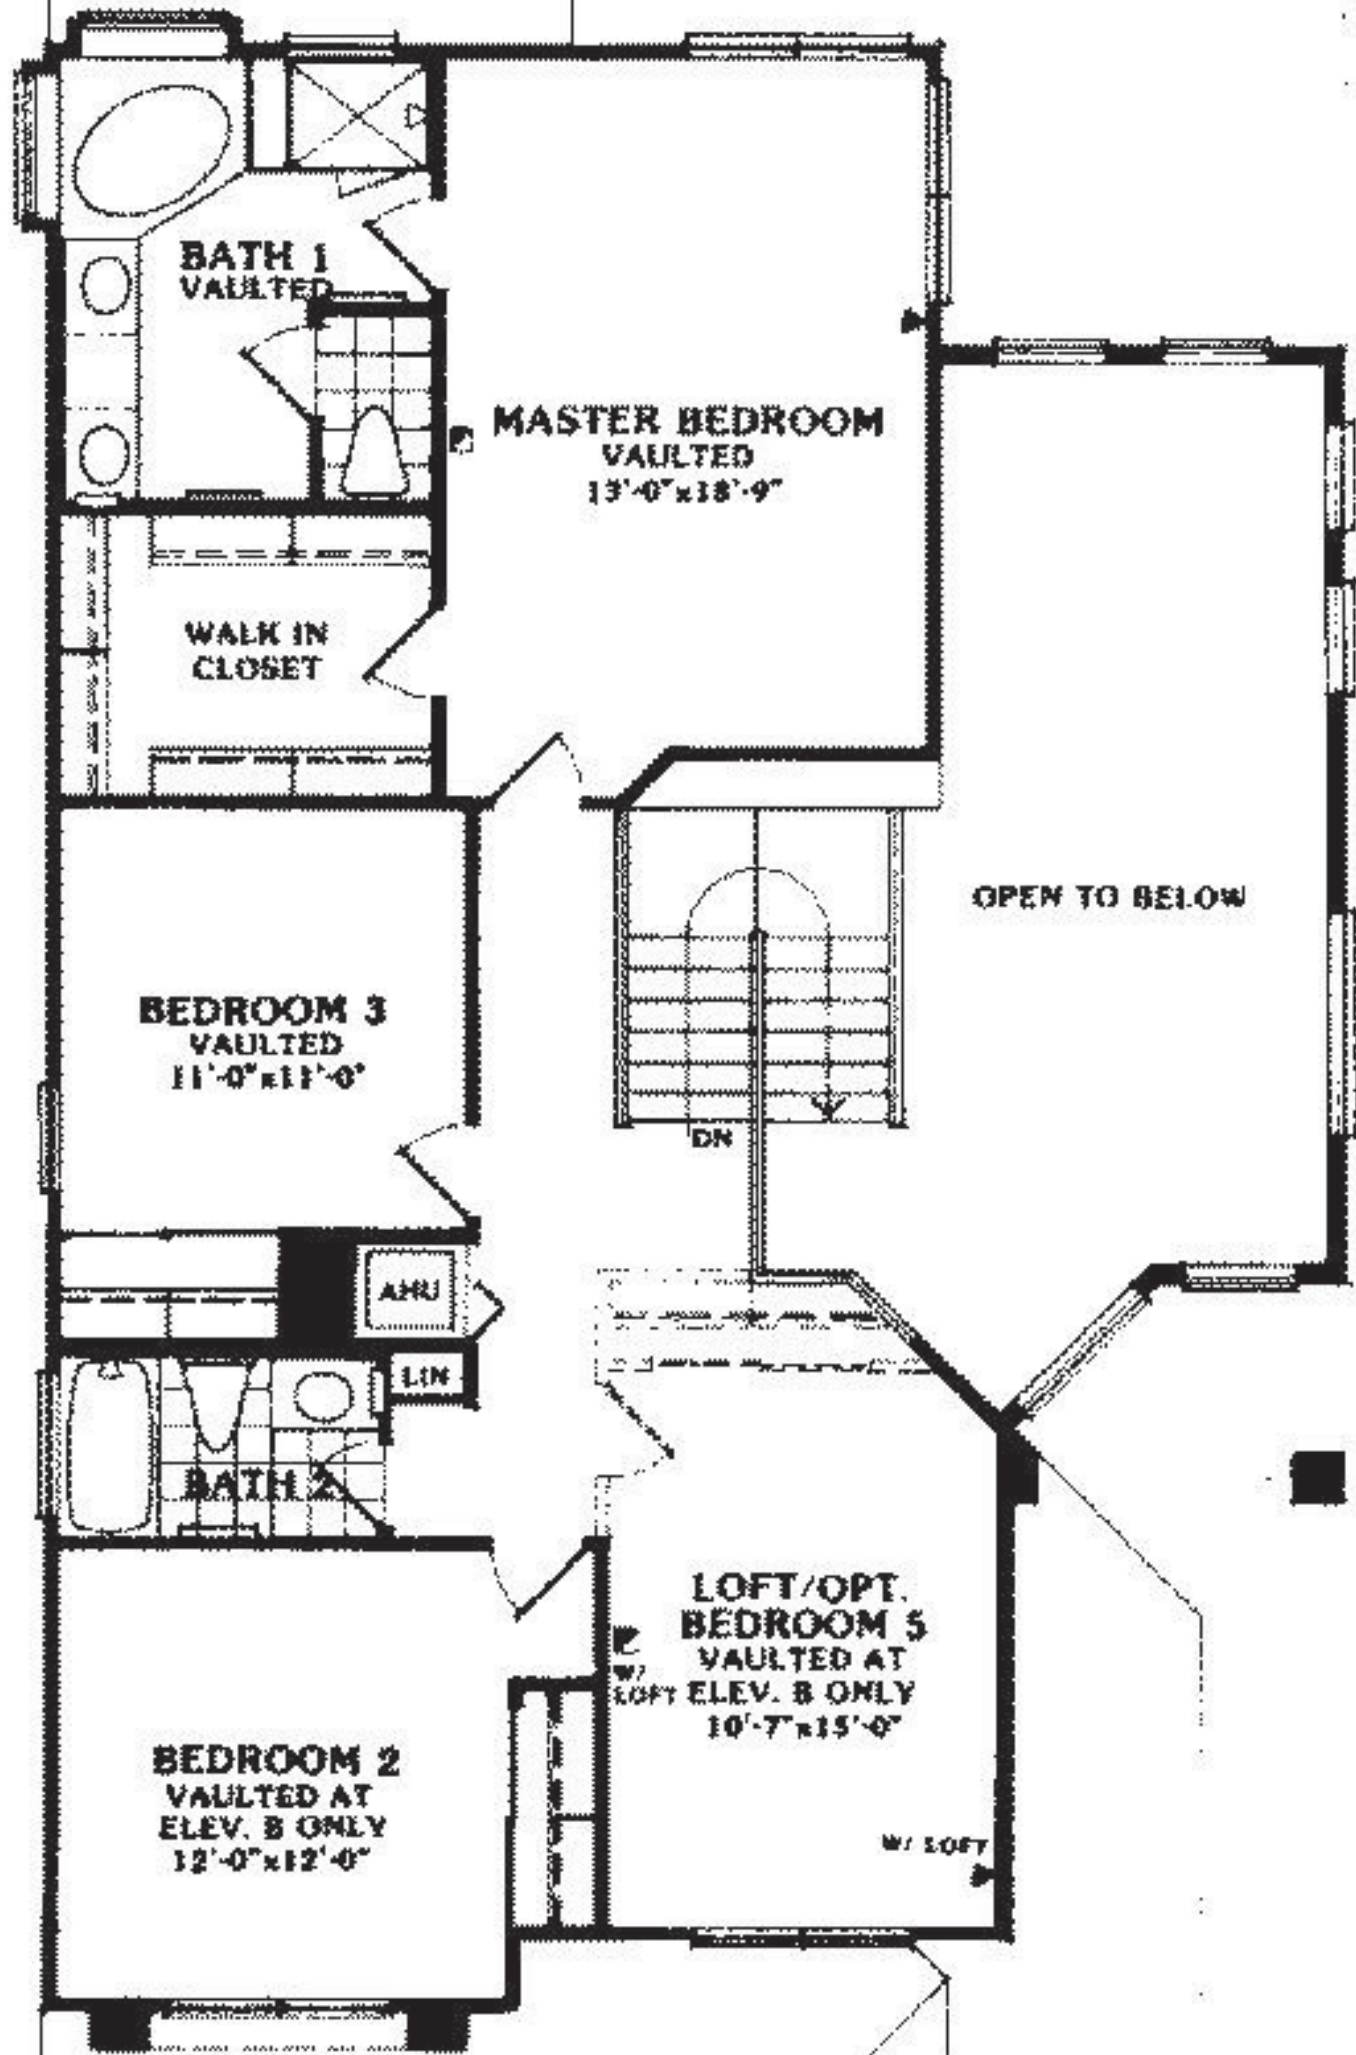 BATH 1
VAULTED
MASTER BEDROOM
VAULTED
13'-0"x18'-9"
WALK IN
CLOSET
OPEN TO BELOW
BEDROOM 3
VAULTED
11'-0"x11'-0"
DN
AHU
LIN
BATH 2
LOFT/OPT.
BEDROOM 5
VAULTED AT
ELEV. B ONLY
10'-7"x15'-0"
W/
LOFT
BEDROOM 2
VAULTED AT
ELEV. B ONLY
12'-0"x12'-0"
W/ LOFT